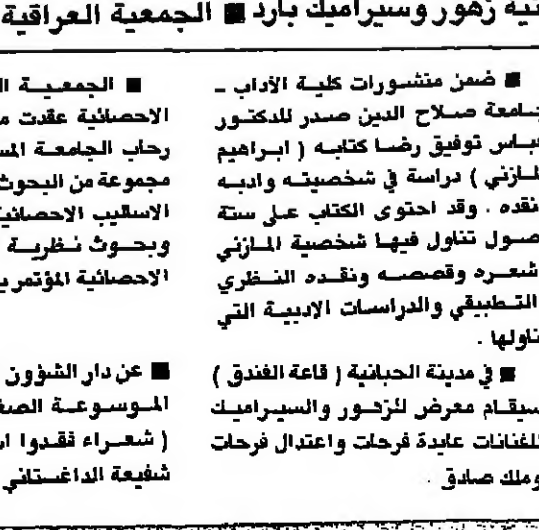 نيه زهور وسيراميك بارد ■ الجمعية العراقية
■ ضمن منشورات كلية الآداب ـ
جامعة صلاح الدين صدر للدكتور
عباس توفيق رضا كتابه ( ابراهيم
المازني ) دراسة في شخصيته وادبه
ونقده . وقد احتوى الكتاب على ستة
فصول تناول فيها شخصية المازني
وشعره وقصصه ونقده النظري
والتطبيقي والدراسات الادبية التي
تناولها .
■ في مدينة الحبانية ( قاعة الفندق )
سيقام معرض للزهور والسيراميك
للفنانات عايدة فرحات واعتدال فرحات
وملك صادق .
■ الجمعية
الاحصائية عقدت
رحاب الجامعة
مجموعة من البحوث
الاساليب الاحصائية
وبحوث نظرية
الاحصائية المؤتمر
■ عن دار الشؤون
الموسوعة
( شعراء فقدوا
شفيعة الداغستاني